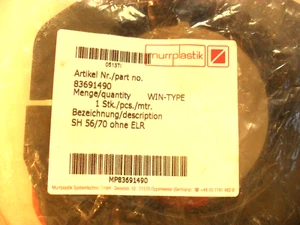 murrplastik
05137I
Artikel Nr./part no.
83691490
Menge/quantity WIN-TYPE
1 Stk./pcs./mtr.
Bezeichnung/description
SH 56/70 ohne ELR
MP83691490